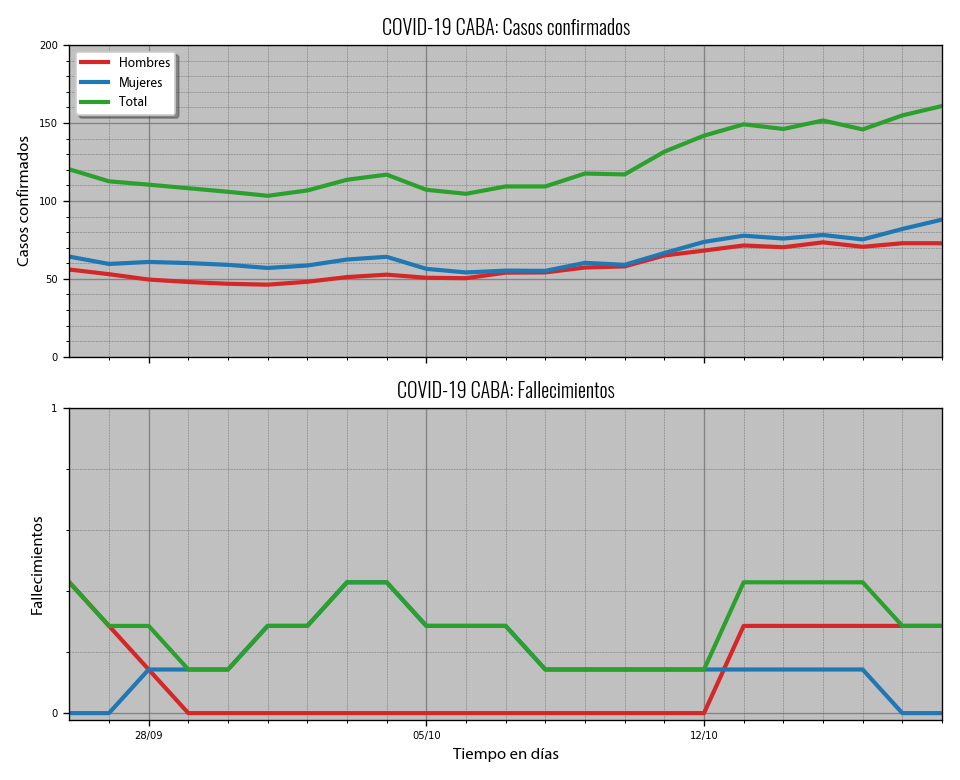 COVID-19 CABA: Casos confirmados
200
150
100
50
0
Casos confirmados
Hombres
Mujeres
Total
COVID-19 CABA: Fallecimientos
1
0
Fallecimientos
28/09
05/10
12/10
Tiempo en días